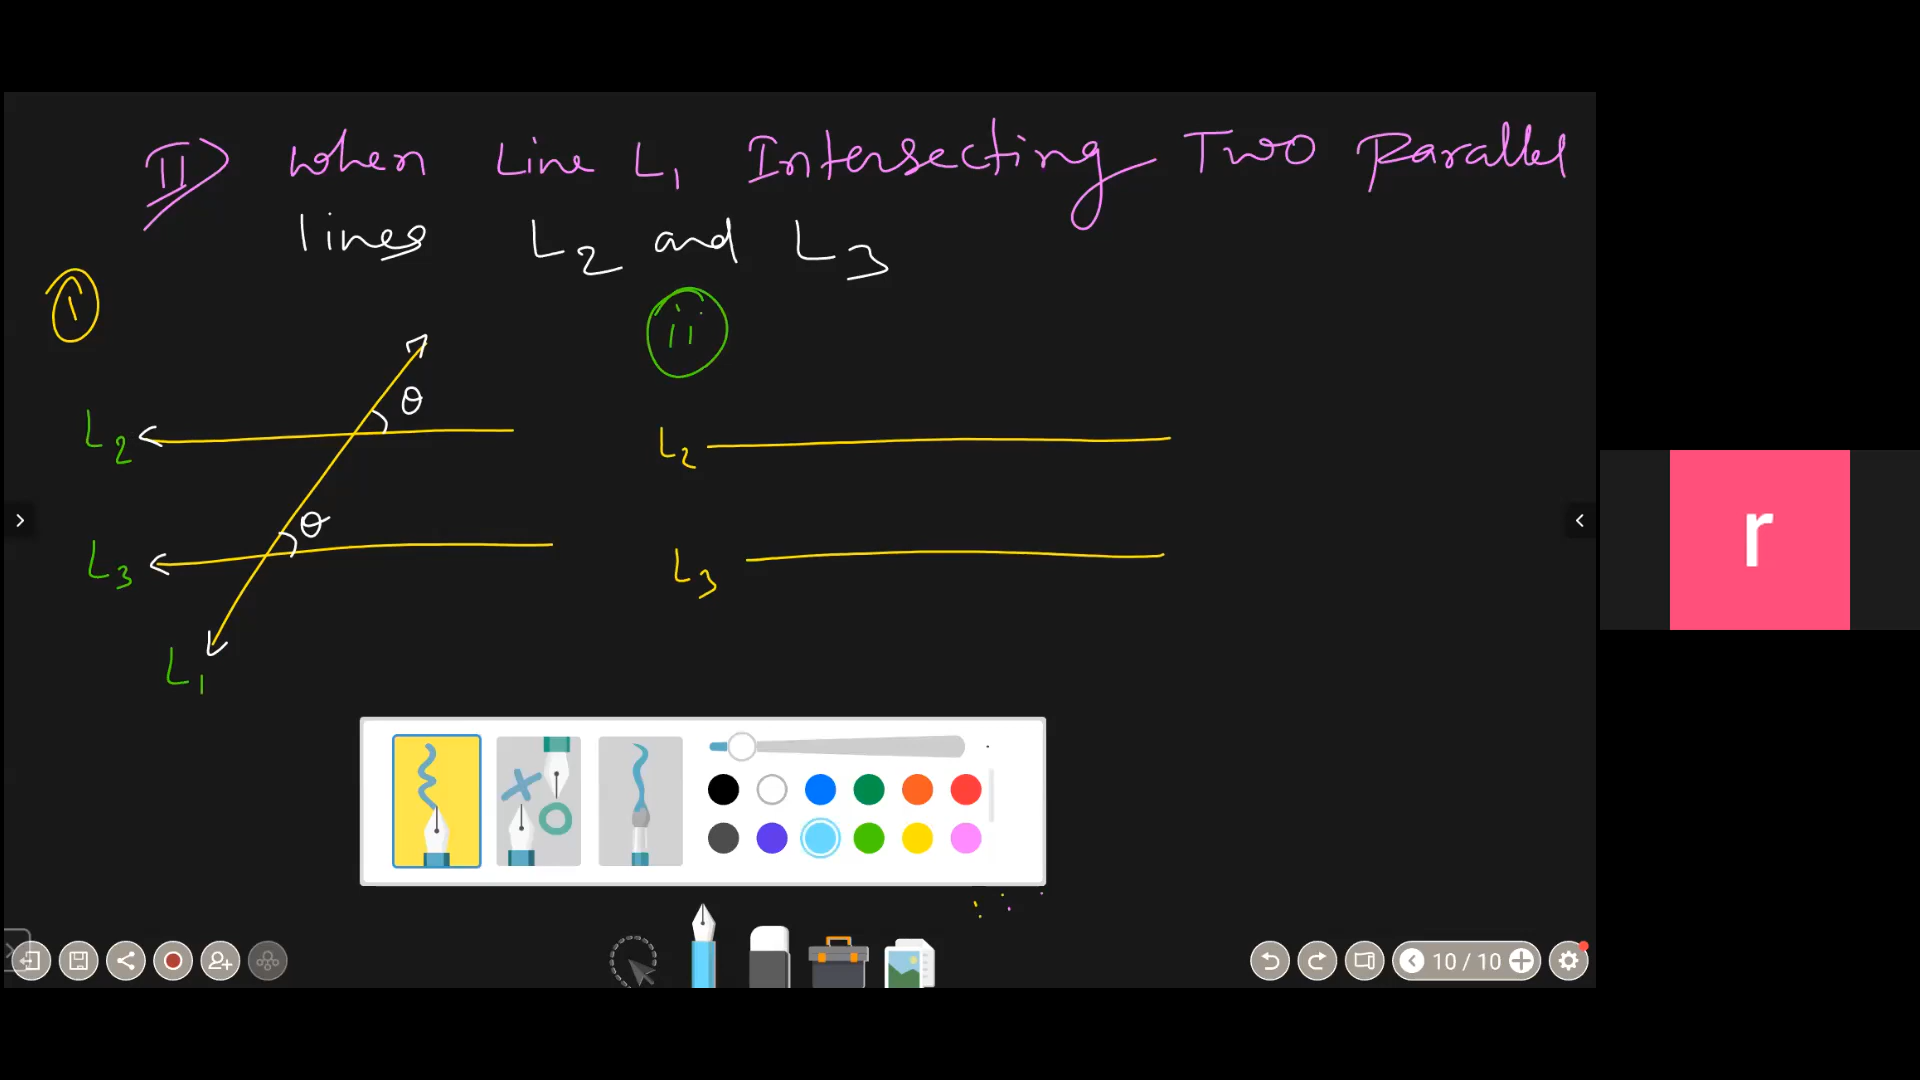 II) When Line L1 Intersecting Two Parallel
lines L2 and L3
i
ii
θ
L2
L2
θ
L3
L3
L1
10 / 10
r